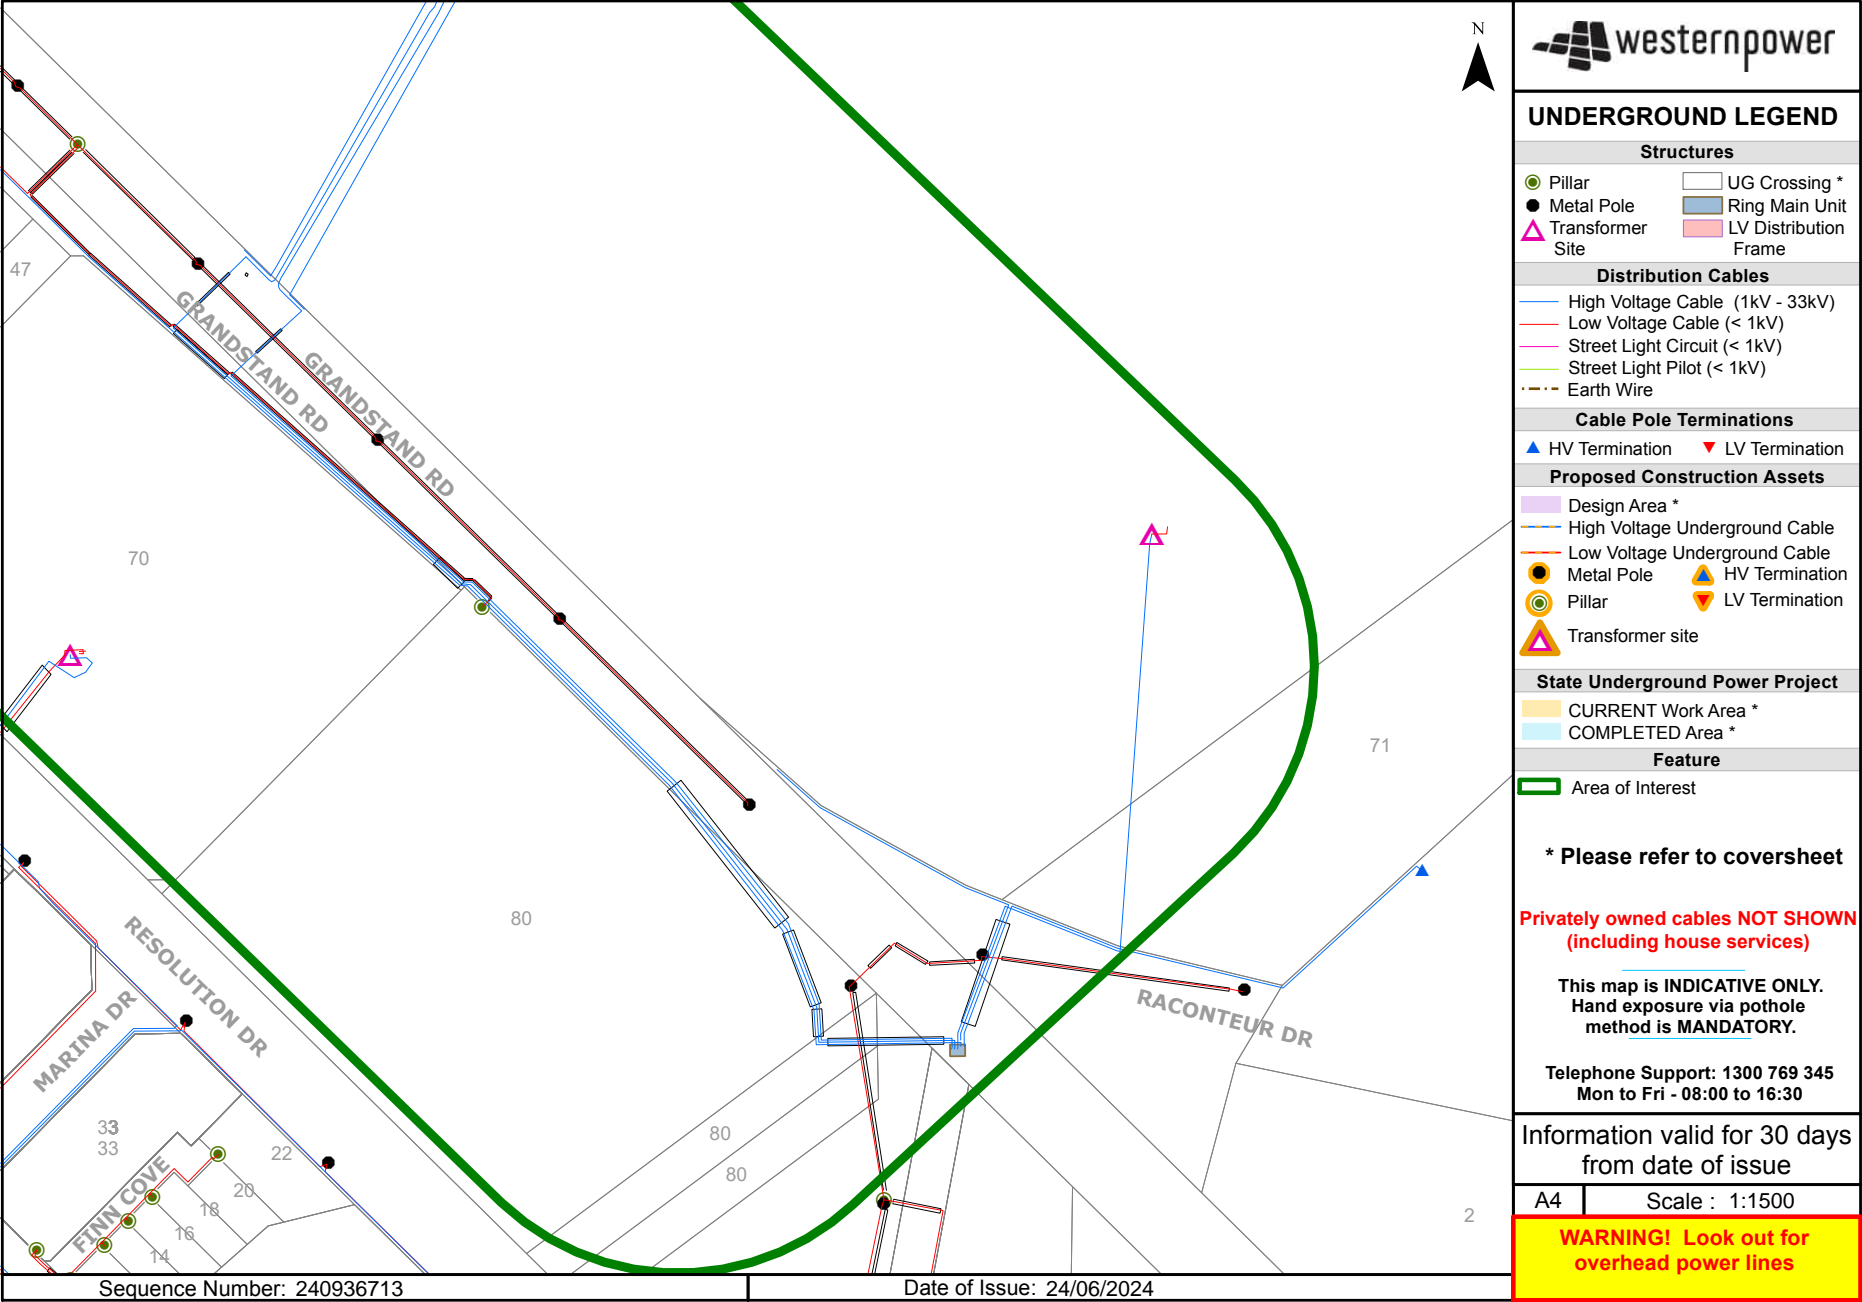 N
47
GRANDSTAND RD
GRANDSTAND RD
70
71
80
RESOLUTION DR
MARINA DR
RACONTEUR DR
33
33
33
22
80
80
FINN COVE
20
18
16
14
2
westernpower
UNDERGROUND LEGEND
Structures
Pillar
UG Crossing *
Metal Pole
Ring Main Unit
Transformer
Site
LV Distribution
Frame
Distribution Cables
High Voltage Cable (1kV - 33kV)
Low Voltage Cable (< 1kV)
Street Light Circuit (< 1kV)
Street Light Pilot (< 1kV)
Earth Wire
Cable Pole Terminations
HV Termination
LV Termination
Proposed Construction Assets
Design Area *
High Voltage Underground Cable
Low Voltage Underground Cable
Metal Pole
HV Termination
Pillar
LV Termination
Transformer site
State Underground Power Project
CURRENT Work Area *
COMPLETED Area *
Feature
Area of Interest
* Please refer to coversheet
Privately owned cables NOT SHOWN
(including house services)
This map is INDICATIVE ONLY.
Hand exposure via pothole
method is MANDATORY.
Telephone Support: 1300 769 345
Mon to Fri - 08:00 to 16:30
Information valid for 30 days
from date of issue
A4
Scale : 1:1500
WARNING! Look out for
overhead power lines
Sequence Number: 240936713
Date of Issue: 24/06/2024